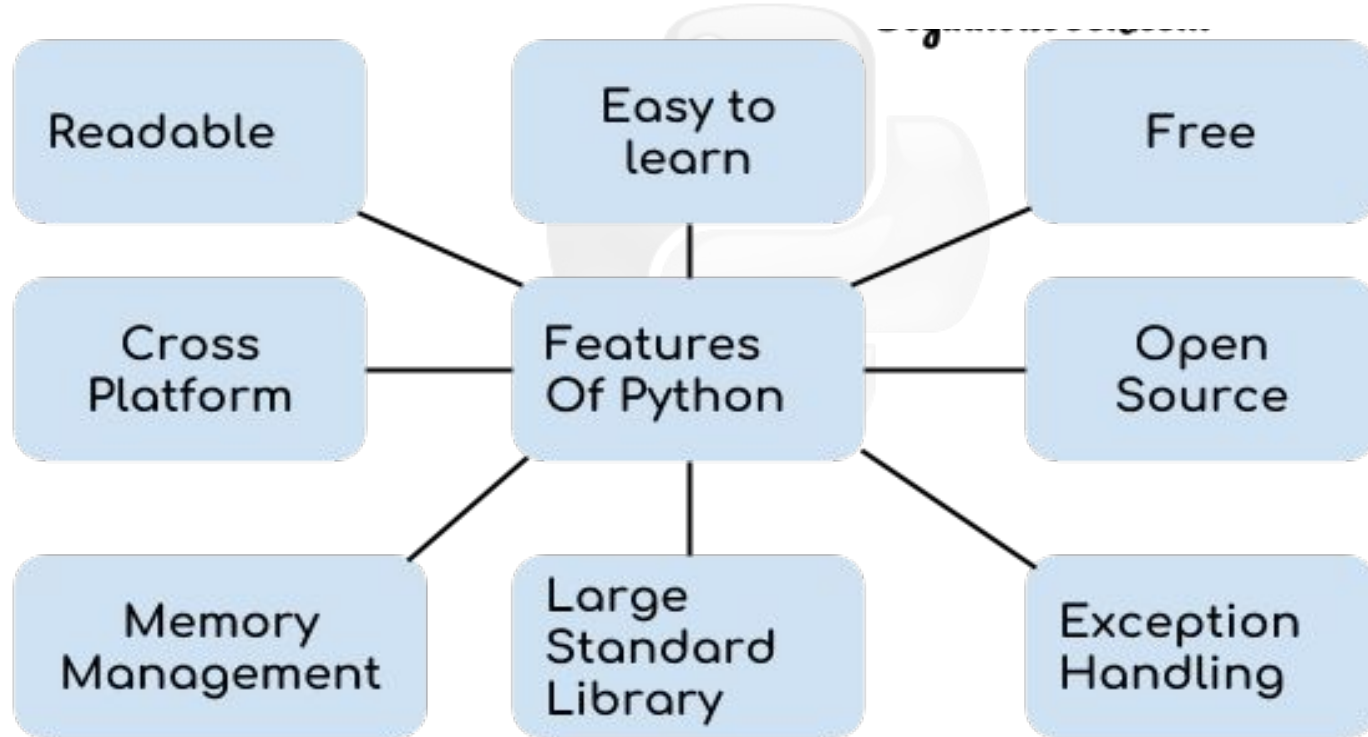 Readable
Easy to
learn
Free
Cross
Platform
Features
Of Python
Open
Source
Memory
Management
Large
Standard
Library
Exception
Handling